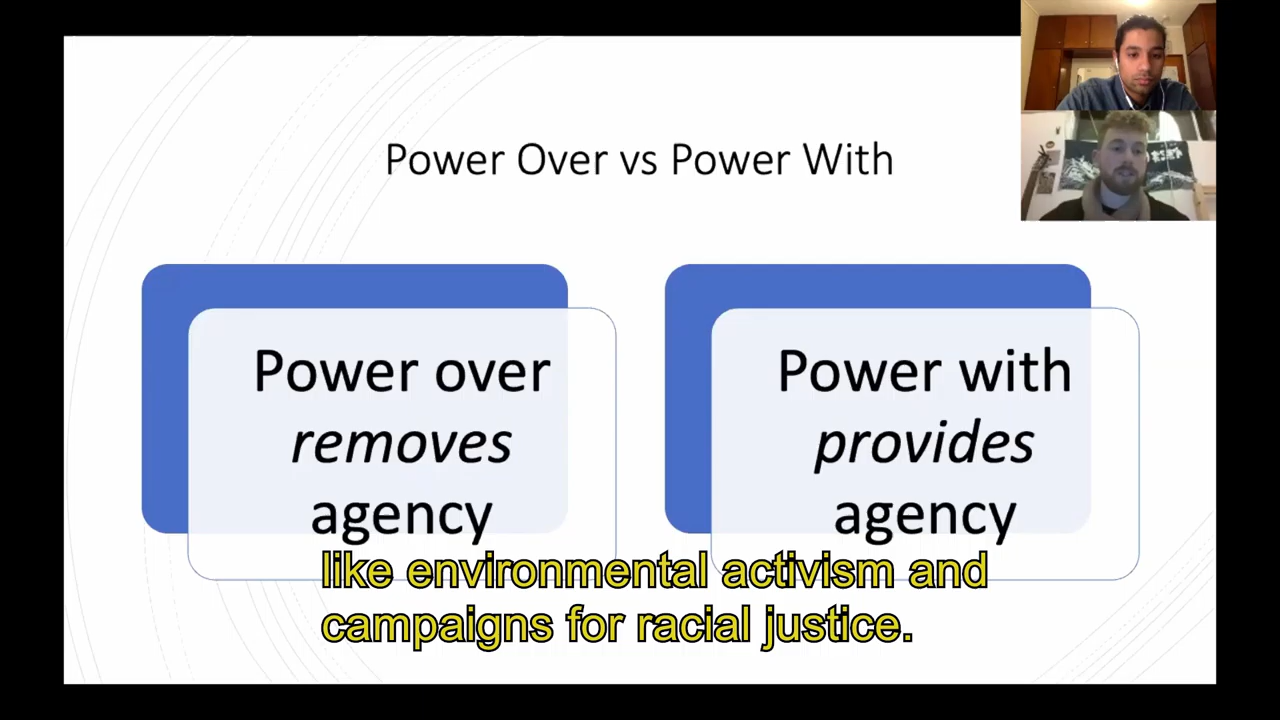 Power Over vs Power With
Power over
removes
agency
Power with
provides
agency
like environmental activism and
campaigns for racial justice.